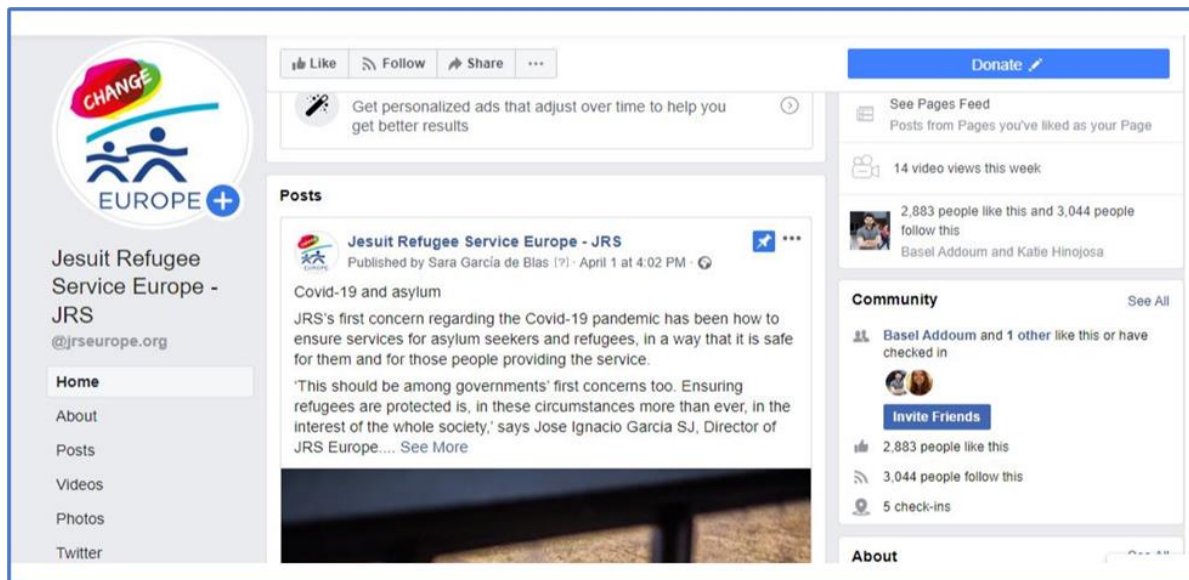 CHANGE
EUROPE
Jesuit Refugee
Service Europe -
JRS
@jrseurope.org
Home
About
Posts
Videos
Photos
Twitter
Like Follow Share ...
Get personalized ads that adjust over time to help you
get better results
Posts
EUROPE
Jesuit Refugee Service Europe - JRS
Published by Sara García de Blas [?] · April 1 at 4:02 PM ·
Covid-19 and asylum
JRS's first concern regarding the Covid-19 pandemic has been how to
ensure services for asylum seekers and refugees, in a way that it is safe
for them and for those people providing the service.
'This should be among governments' first concerns too. Ensuring
refugees are protected is, in these circumstances more than ever, in the
interest of the whole society,' says Jose Ignacio Garcia SJ, Director of
JRS Europe.... See More
Donate
See Pages Feed
Posts from Pages you've liked as your Page
14 video views this week
2,883 people like this and 3,044 people
follow this
Basel Addoum and Katie Hinojosa
Community See All
Basel Addoum and 1 other like this or have
checked in
Invite Friends
2,883 people like this
3,044 people follow this
5 check-ins
About See All